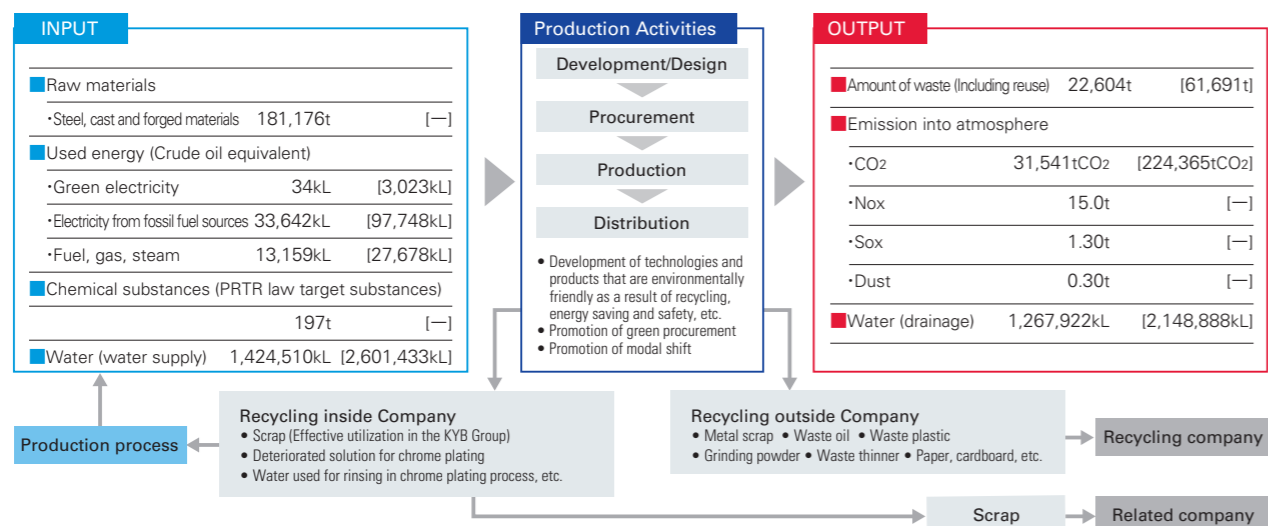 INPUT
■Raw materials
・Steel, cast and forged materials 181,176t [—]
■Used energy (Crude oil equivalent)
・Green electricity 34kL [3,023kL]
・Electricity from fossil fuel sources 33,642kL [97,748kL]
・Fuel, gas, steam 13,159kL [27,678kL]
■Chemical substances (PRTR law target substances)
197t [—]
■Water (water supply) 1,424,510kL [2,601,433kL]
Production Activities
Development/Design
Procurement
Production
Distribution
• Development of technologies and
products that are environmentally
friendly as a result of recycling,
energy saving and safety, etc.
• Promotion of green procurement
• Promotion of modal shift
OUTPUT
■Amount of waste (Including reuse) 22,604t [61,691t]
■Emission into atmosphere
・CO2 31,541tCO2 [224,365tCO2]
・Nox 15.0t [—]
・Sox 1.30t [—]
・Dust 0.30t [—]
■Water (drainage) 1,267,922kL [2,148,888kL]
Production process
Recycling inside Company
• Scrap (Effective utilization in the KYB Group)
• Deteriorated solution for chrome plating
• Water used for rinsing in chrome plating process, etc.
Recycling outside Company
• Metal scrap • Waste oil • Waste plastic
• Grinding powder • Waste thinner • Paper, cardboard, etc.
Recycling company
Scrap
Related company